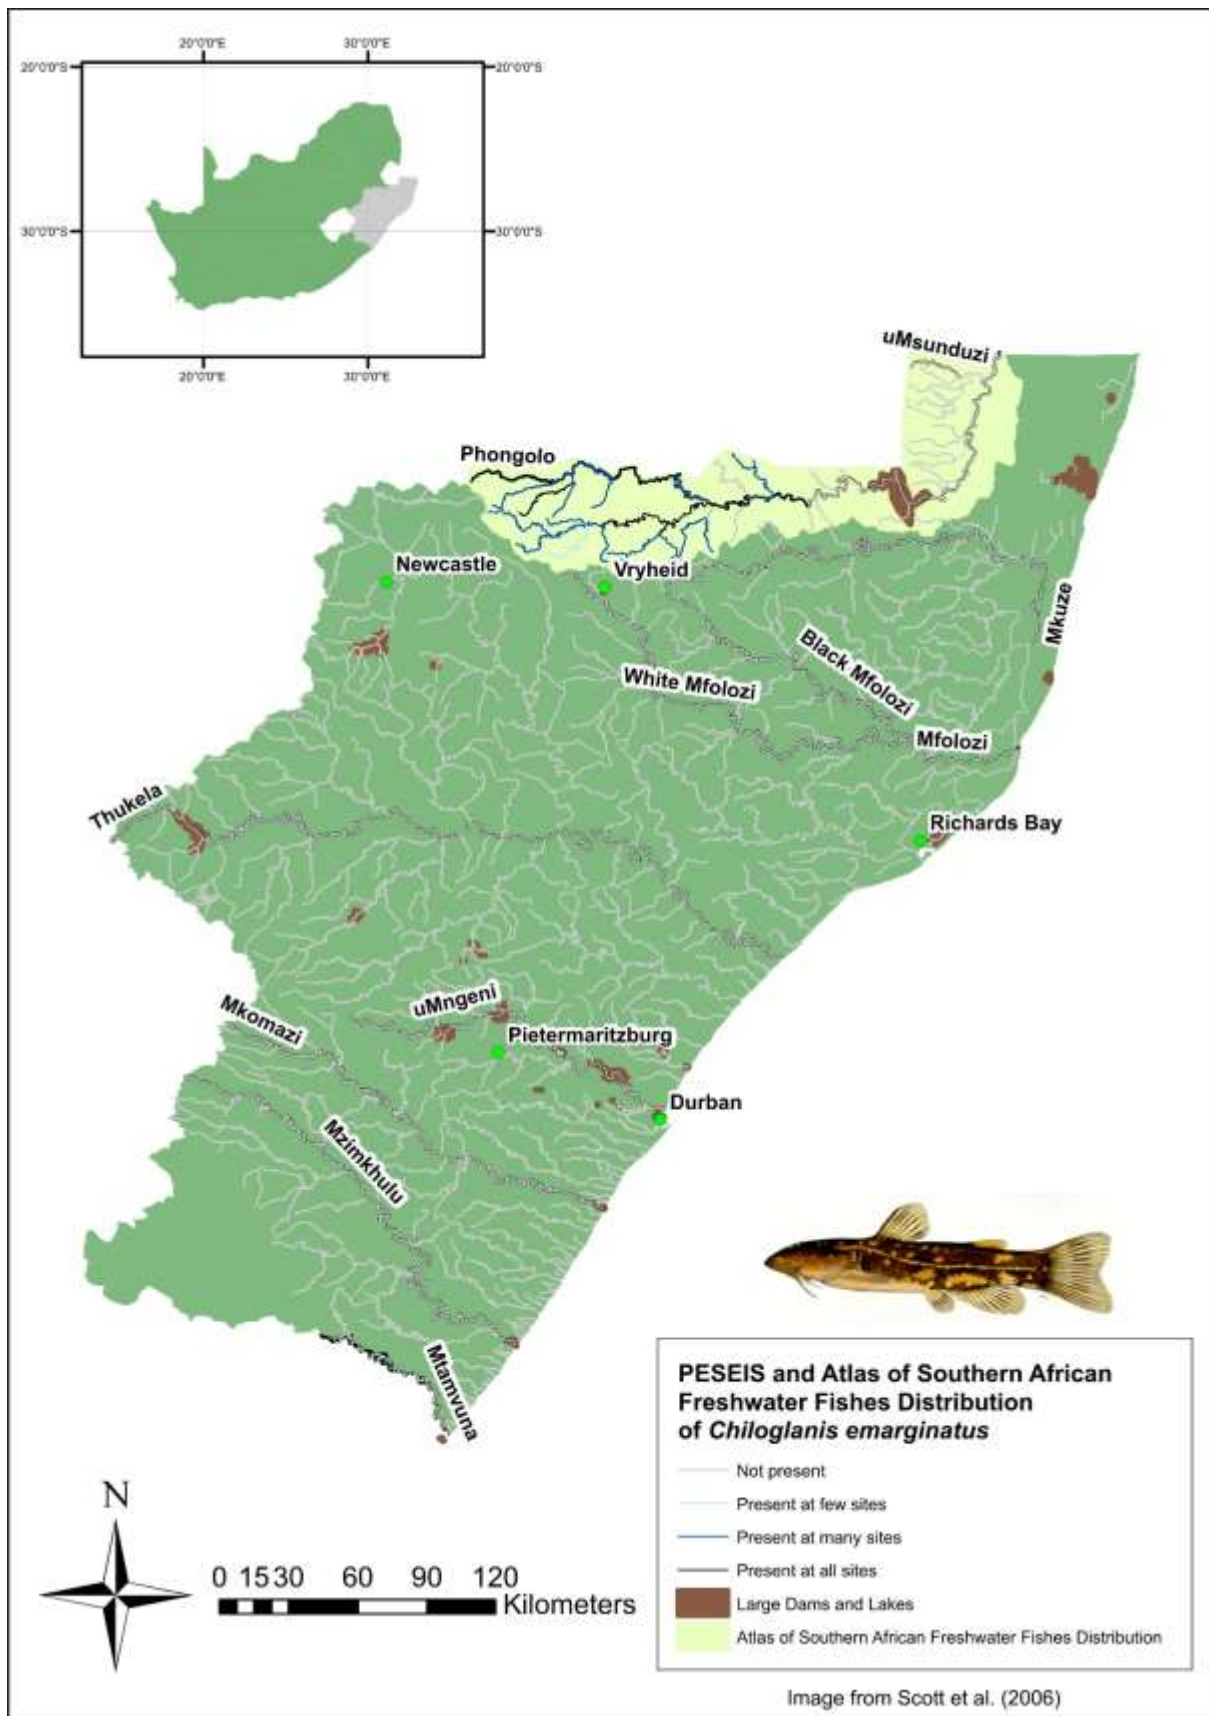 20°0'0"E 30°0'0"E
20°0'0"S 20°0'0"S
30°0'0"S 30°0'0"S
20°0'0"E 30°0'0"E
uMsunduzi
Phongolo
Newcastle
Vryheid
Mkuze
Black Mfolozi
White Mfolozi
Mfolozi
Thukela
Richards Bay
uMngeni
Mkomazi
Pietermaritzburg
Durban
Mzimkhulu
Mtamvuna
PESEIS and Atlas of Southern African
Freshwater Fishes Distribution
of Chiloglanis emarginatus
Not present
Present at few sites
Present at many sites
Present at all sites
Large Dams and Lakes
Atlas of Southern African Freshwater Fishes Distribution
N
0 15 30 60 90 120
Kilometers
Image from Scott et al. (2006)